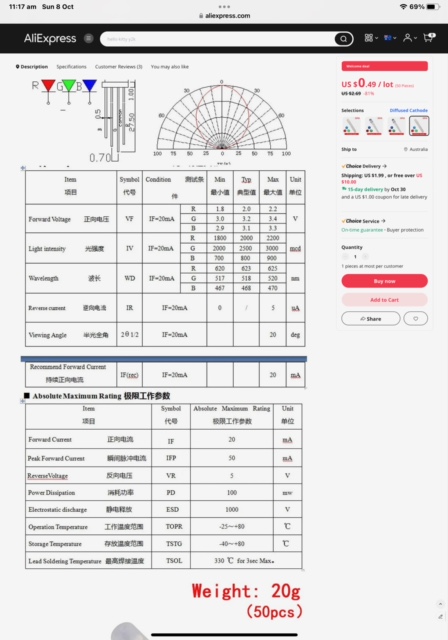 11:17 am Sun 8 Oct
69%
aliexpress.com
AliExpress
Description Specifications Customer Reviews (3) You may also like
Welcome deal
US $0.49 / lot
US $2.69 -81%
Selections Diffused Cathode
Ship to Australia
Choice Delivery
Shipping: US $1.99 , or free over US $10.00
15-day delivery by Oct 30
and a US $1.00 coupon for late delivery
Choice Service
On-time guarantee · Buyer protection
Quantity
1
1 pieces at most per customer
Buy now
Add to Cart
Share
R G B
1.00
0.5
27.50
0.70
0
30
60
90
100 75 50 25 0 25 50 75 100
Item Symbol Condition 测试条 Min Typ Max Unit
项目 代号 件 最小值 典型值 最大值 单位
Forward Voltage 正向电压 VF IF=20mA R 1.8 2.0 2.2 V
G 3.0 3.2 3.4
B 2.9 3.1 3.3
Light intensity 光强度 IV IF=20mA R 1800 2000 2200 mcd
G 2000 2500 3000
B 700 800 900
Wavelength 波长 WD IF=20mA R 620 623 625 nm
G 517 518 520
B 467 468 470
Reverse current 逆向电流 IR IF=20mA 0 / 5 uA
Viewing Angle 半光全角 2θ1/2 IF=20mA 20 deg
Recommend Forward Current
持续正向电流 IF(rec) IF=20mA 20 mA
■ Absolute Maximum Rating 极限工作参数
Item Symbol Absolute Maximum Rating Unit
项目 代号 极限工作参数 单位
Forward Current 正向电流 IF 20 mA
Peak Forward Current 瞬间脉冲电流 IFP 50 mA
ReverseVoltage 反向电压 VR 5 V
Power Dissipation 消耗功率 PD 100 mw
Electrostatic discharge 静电释放 ESD 1000 V
Operation Temperature 工作温度范围 TOPR -25~+80 ℃
Storage Temperature 存放温度范围 TSTG -40~+80 ℃
Lead Soldering Temperature 最高焊接温度 TSOL 330 ℃ for 3sec Max.
Weight: 20g
(50pcs)